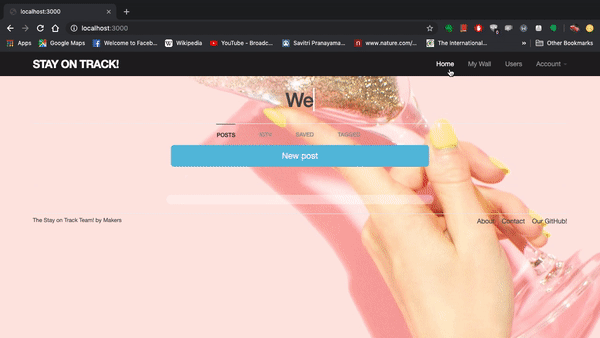 localhost:3000
localhost:3000
Apps Google Maps Welcome to Faceb... Wikipedia YouTube - Broadc... Savitri Pranayama... www.nature.com/... The International... » Other Bookmarks
STAY ON TRACK! Home My Wall Users Account
We
POSTS IGTV SAVED TAGGED
New post
The Stay on Track Team! by Makers About Contact Our GitHub!